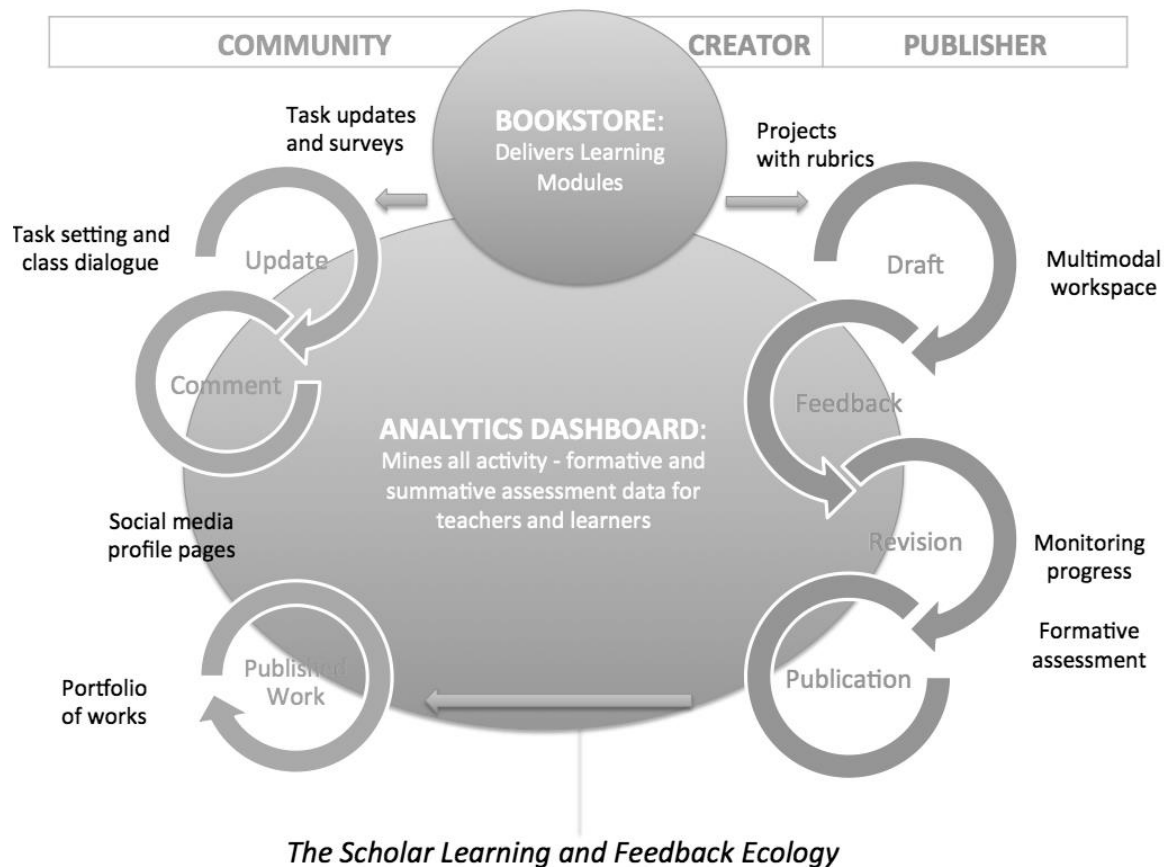 COMMUNITY
CREATOR
PUBLISHER
BOOKSTORE:
Delivers Learning
Modules
Task updates
and surveys
Projects
with rubrics
Task setting and
class dialogue
Update
Draft
Multimodal
workspace
Comment
Feedback
ANALYTICS DASHBOARD:
Mines all activity - formative and
summative assessment data for
teachers and learners
Social media
profile pages
Revision
Monitoring
progress
Formative
assessment
Published
Work
Publication
Portfolio
of works
The Scholar Learning and Feedback Ecology